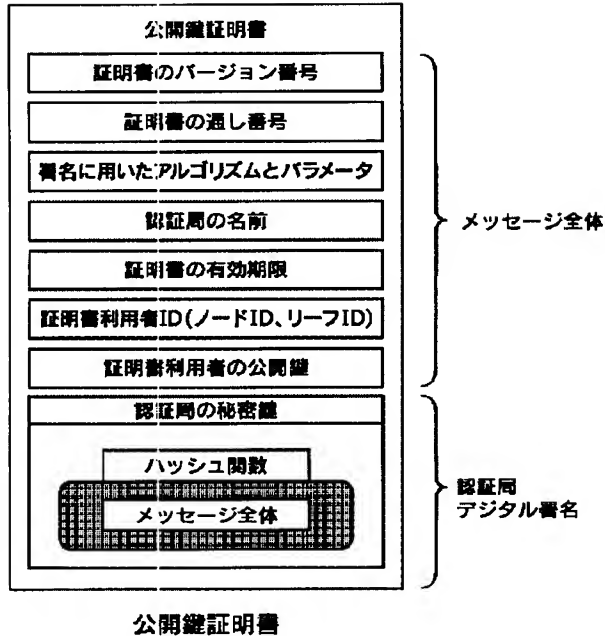 公開鍵証明書
証明書のバージョン番号
証明書の通し番号
署名に用いたアルゴリズムとパラメータ
認証局の名前
証明書の有効期限
証明書利用者ID(ノードID、リーフID)
証明書利用者の公開鍵
メッセージ全体
認証局の秘密鍵
ハッシュ関数
メッセージ全体
認証局
デジタル署名
公開鍵証明書